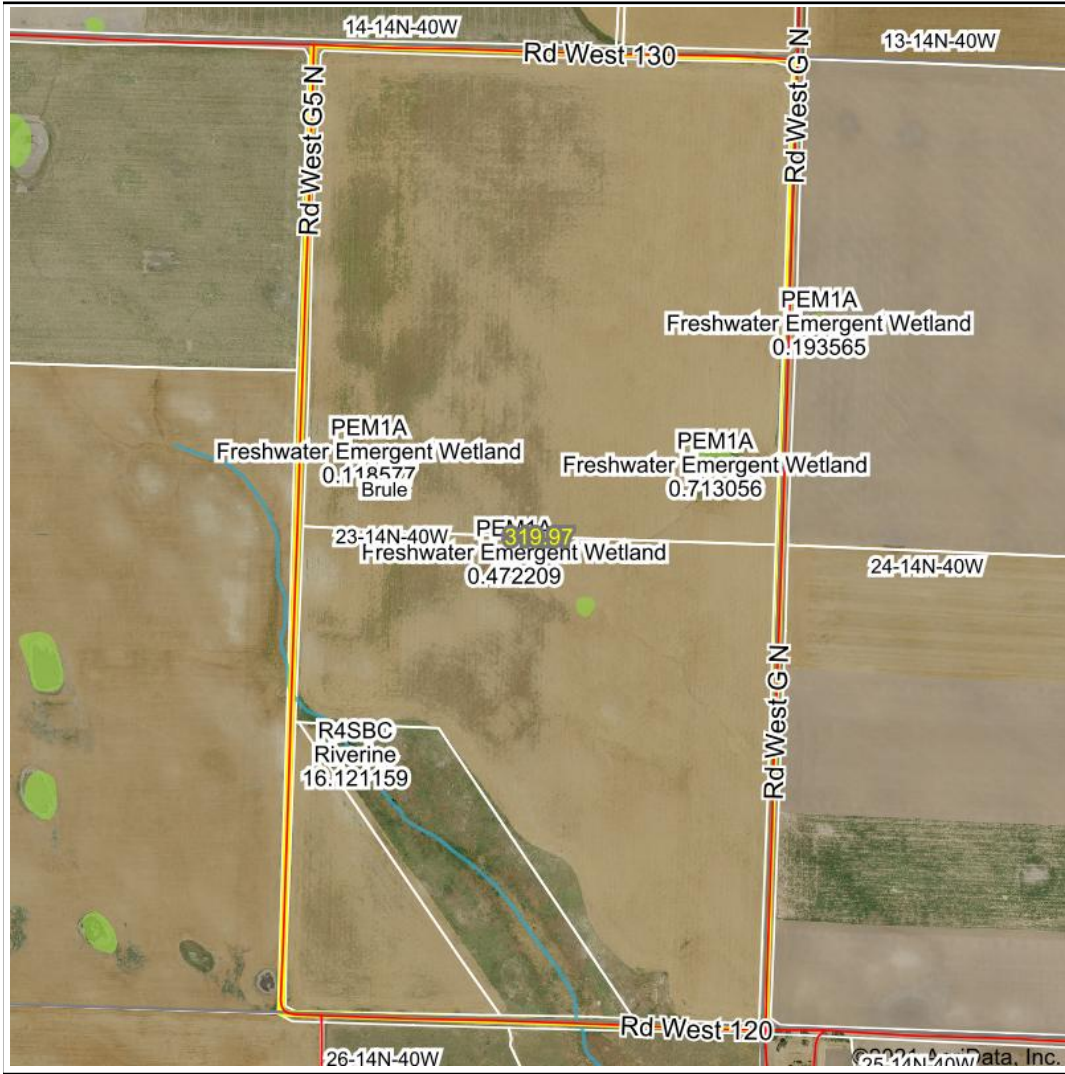 14-14N-40W
13-14N-40W
Rd West 130
Rd West G5 N
Rd West G N
PEM1A
Freshwater Emergent Wetland
0.193565
PEM1A
Freshwater Emergent Wetland
0.118577
Brule
PEM1A
Freshwater Emergent Wetland
0.713056
23-14N-40W
PEM1A
319.97
Freshwater Emergent Wetland
0.472209
24-14N-40W
Rd West G N
R4SBC
Riverine
16.121159
Rd West 120
26-14N-40W
25-14N-40W
©2021 AgriData, Inc.